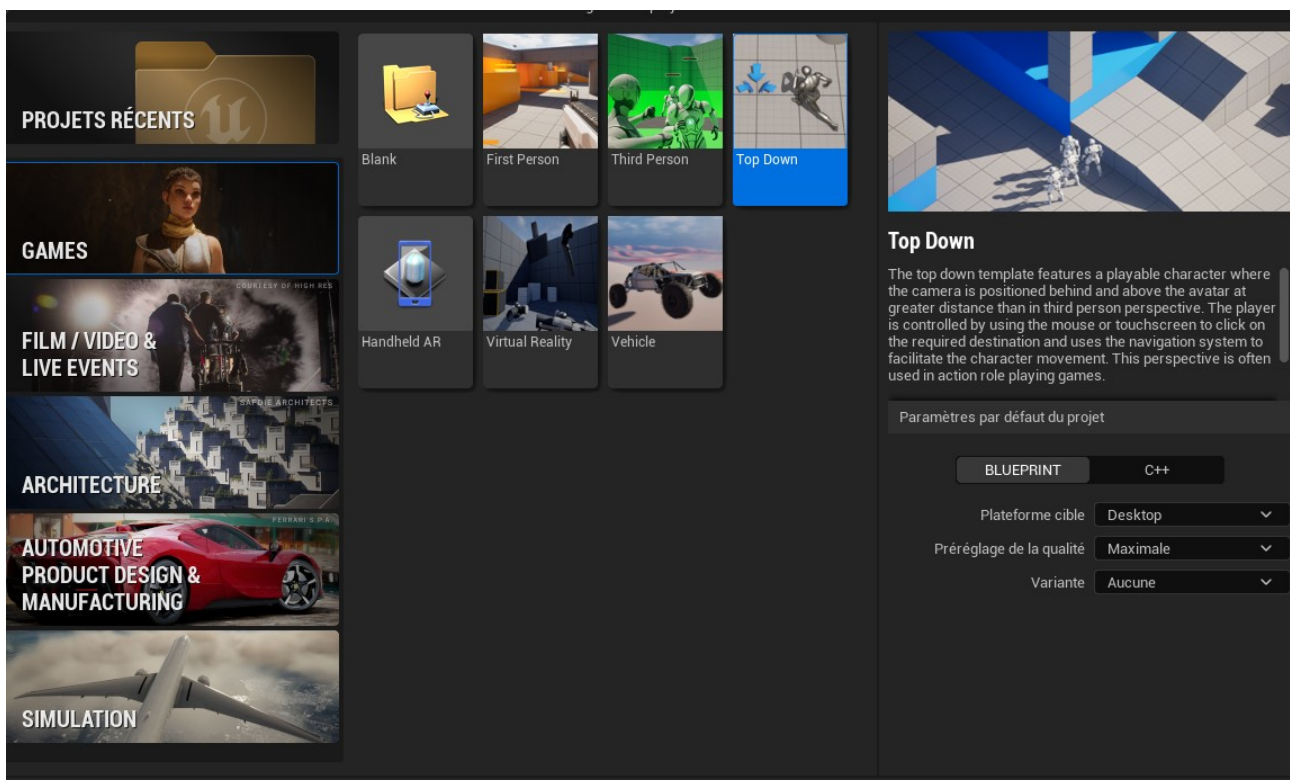 PROJETS RÉCENTS
GAMES
COURTESY OF HIGH RES
FILM / VIDEO &
LIVE EVENTS
SAFDIE ARCHITECTS
ARCHITECTURE
FERRARI S.P.A.
AUTOMOTIVE
PRODUCT DESIGN &
MANUFACTURING
SIMULATION
Blank
First Person
Third Person
Top Down
Handheld AR
Virtual Reality
Vehicle
Top Down
The top down template features a playable character where
the camera is positioned behind and above the avatar at
greater distance than in third person perspective. The player
is controlled by using the mouse or touchscreen to click on
the required destination and uses the navigation system to
facilitate the character movement. This perspective is often
used in action role playing games.
Paramètres par défaut du projet
BLUEPRINT
C++
Plateforme cible Desktop
Préréglage de la qualité Maximale
Variante Aucune